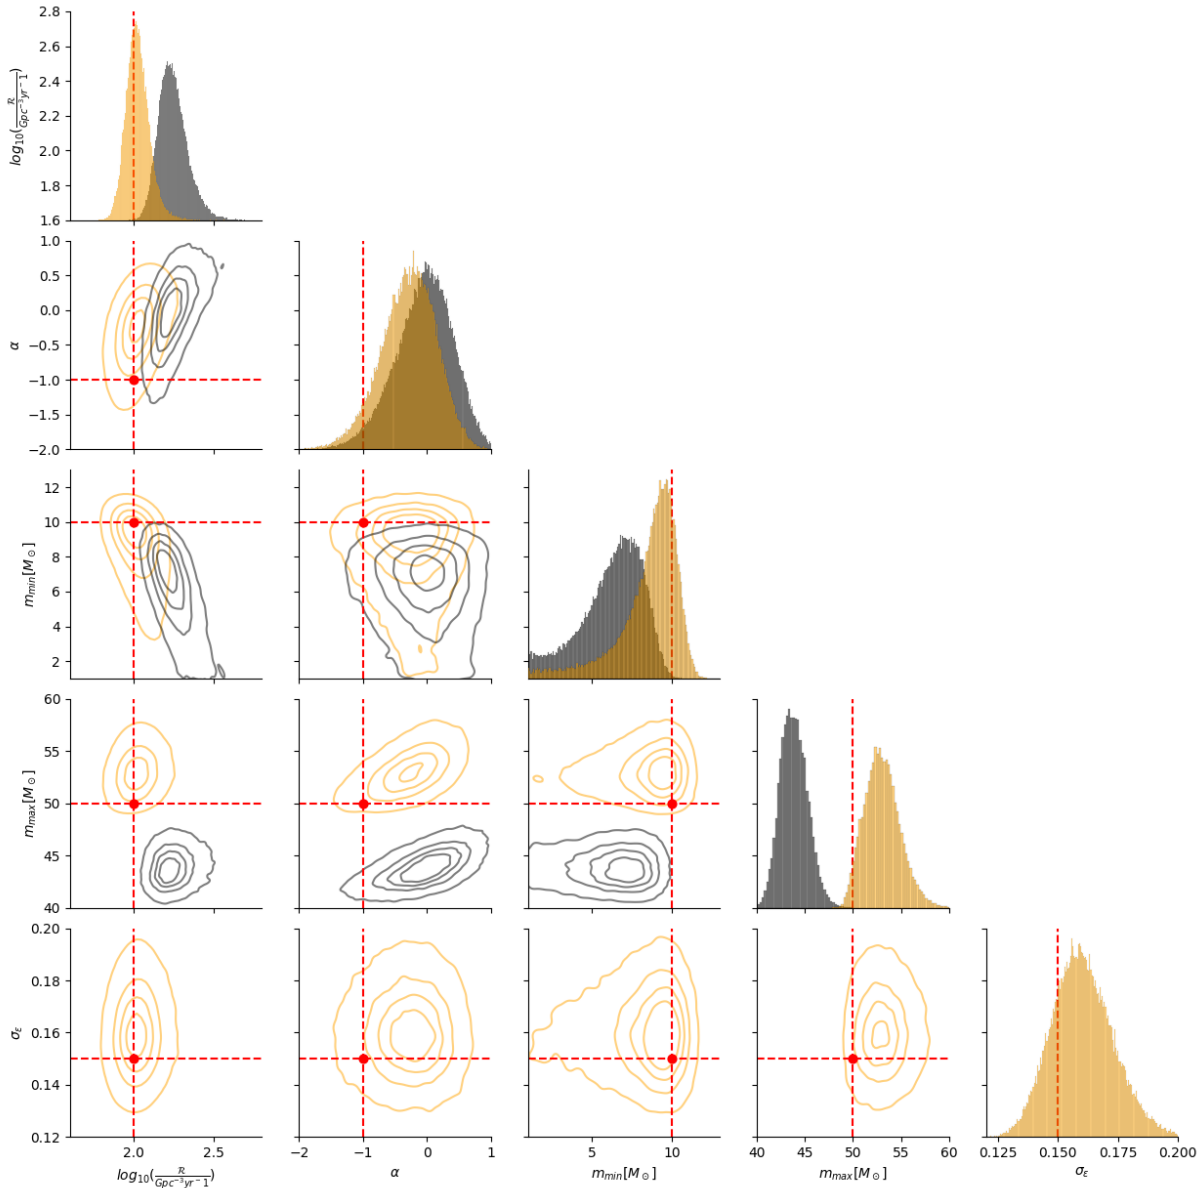 2.8
2.6
2.4
2.2
2.0
1.8
1.6
log₁₀(ℛ/Gpc⁻³yr⁻¹)
1.0
0.5
0.0
−0.5
−1.0
−1.5
−2.0
α
12
10
8
6
4
2
m_min[M_⊙]
60
55
50
45
40
m_max[M_⊙]
0.20
0.18
0.16
0.14
0.12
σ_ε
2.0 2.5
log₁₀(ℛ/Gpc⁻³yr⁻¹)
−2 −1 0 1
α
5 10
m_min[M_⊙]
40 45 50 55 60
m_max[M_⊙]
0.125 0.150 0.175 0.200
σ_ε